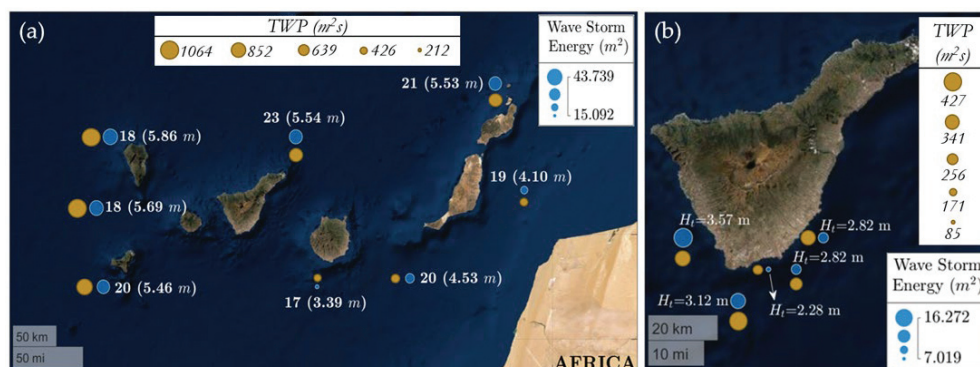 (a)
TWP (m²s)
1064 852 639 426 212
Wave Storm
Energy (m²)
43.739
15.092
21 (5.53 m)
23 (5.54 m)
18 (5.86 m)
19 (4.10 m)
18 (5.69 m)
20 (5.46 m)
20 (4.53 m)
17 (3.39 m)
50 km
50 mi
AFRICA
(b)
TWP
(m²s)
427
341
256
171
85
Hₜ=3.57 m
Hₜ=2.82 m
Hₜ=2.82 m
Hₜ=2.28 m
Hₜ=3.12 m
Wave Storm
Energy (m²)
16.272
7.019
20 km
10 mi